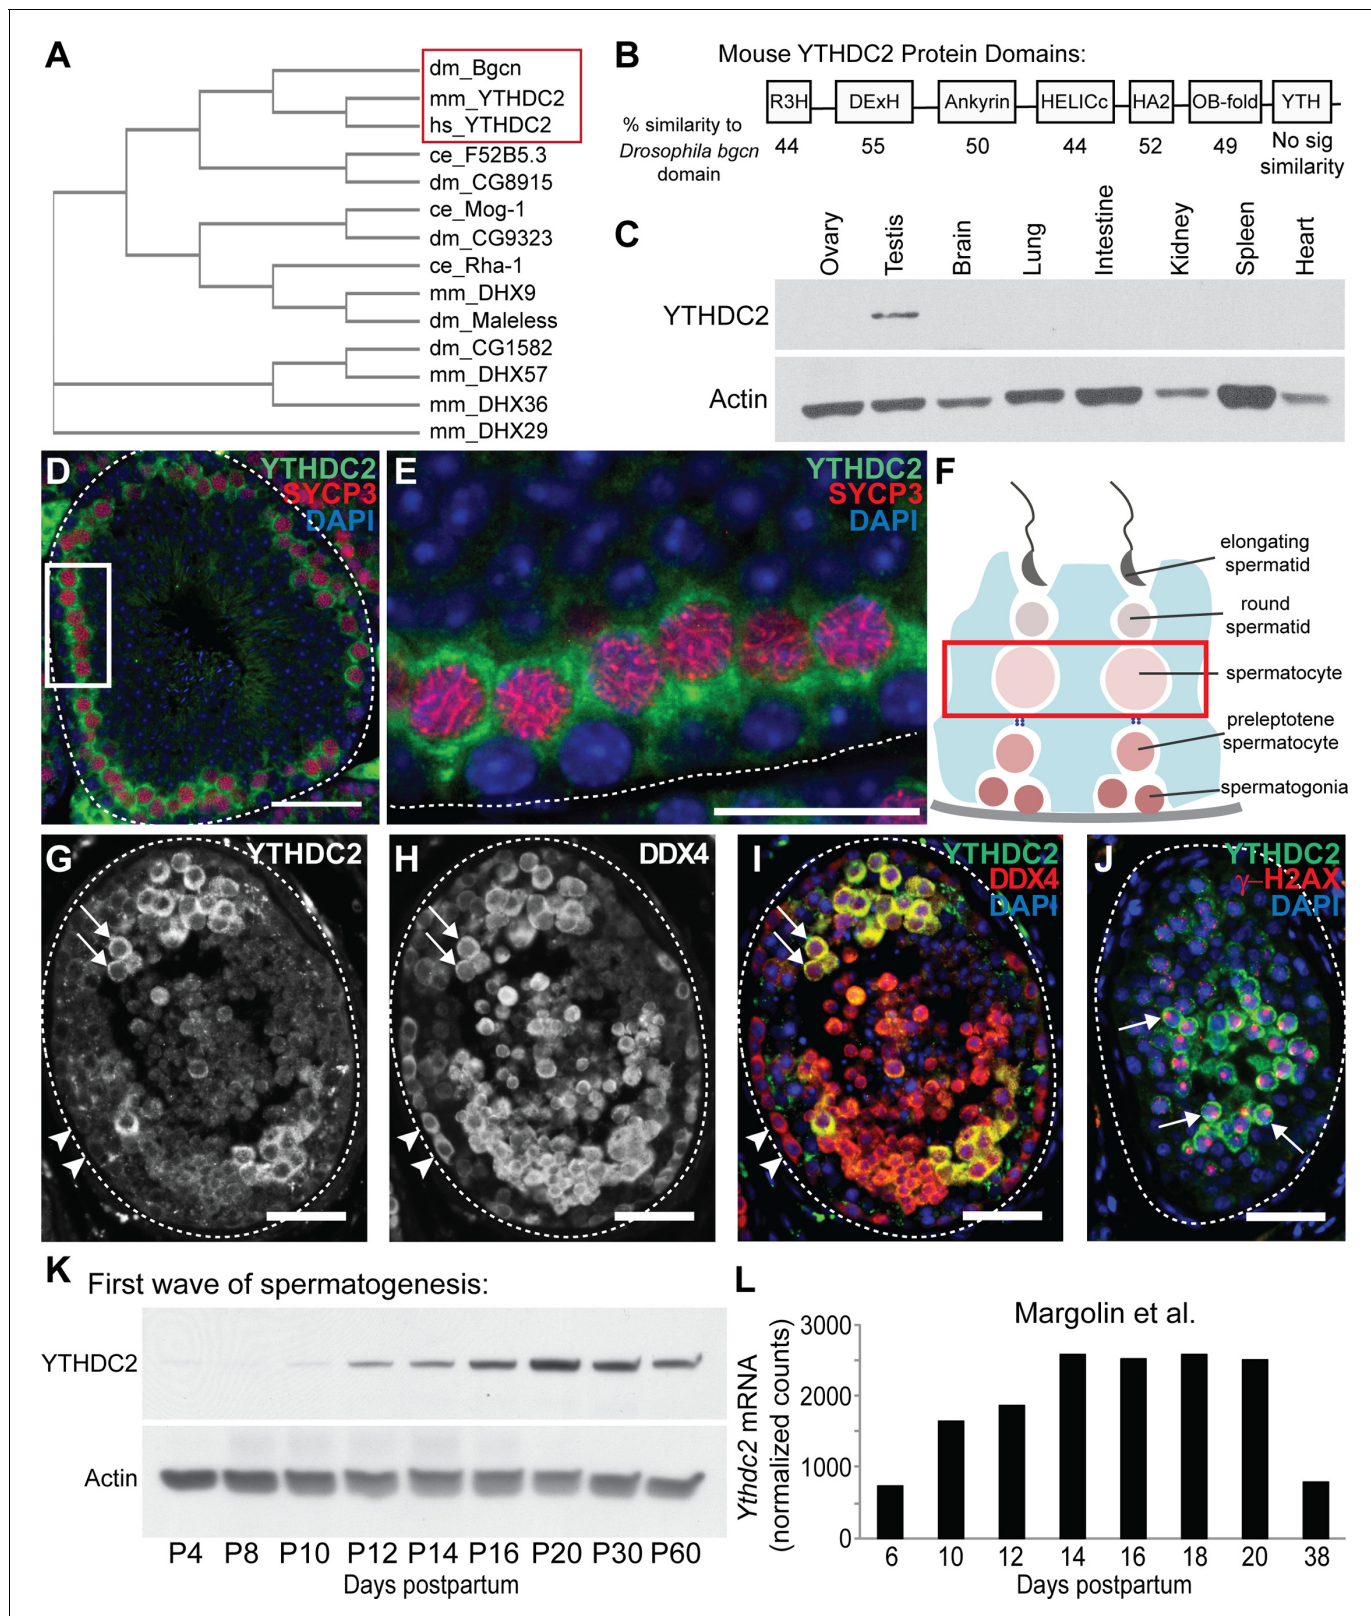 A
dm_Bgcn
mm_YTHDC2
hs_YTHDC2
ce_F52B5.3
dm_CG8915
ce_Mog-1
dm_CG9323
ce_Rha-1
mm_DHX9
dm_Maleless
dm_CG1582
mm_DHX57
mm_DHX36
mm_DHX29
B
Mouse YTHDC2 Protein Domains:
R3H DExH Ankyrin HELICc HA2 OB-fold YTH
% similarity to
Drosophila bgcn
domain
44 55 50 44 52 49 No sig
similarity
C
Ovary
Testis
Brain
Lung
Intestine
Kidney
Spleen
Heart
YTHDC2
Actin
D
YTHDC2
SYCP3
DAPI
E
YTHDC2
SYCP3
DAPI
F
elongating
spermatid
round
spermatid
spermatocyte
preleptotene
spermatocyte
spermatogonia
G
YTHDC2
H
DDX4
I
YTHDC2
DDX4
DAPI
J
YTHDC2
γ–H2AX
DAPI
K
First wave of spermatogenesis:
YTHDC2
Actin
P4 P8 P10 P12 P14 P16 P20 P30 P60
Days postpartum
L
Margolin et al.
Ythdc2 mRNA
(normalized counts)
3000
2000
1000
0
6 10 12 14 16 18 20 38
Days postpartum